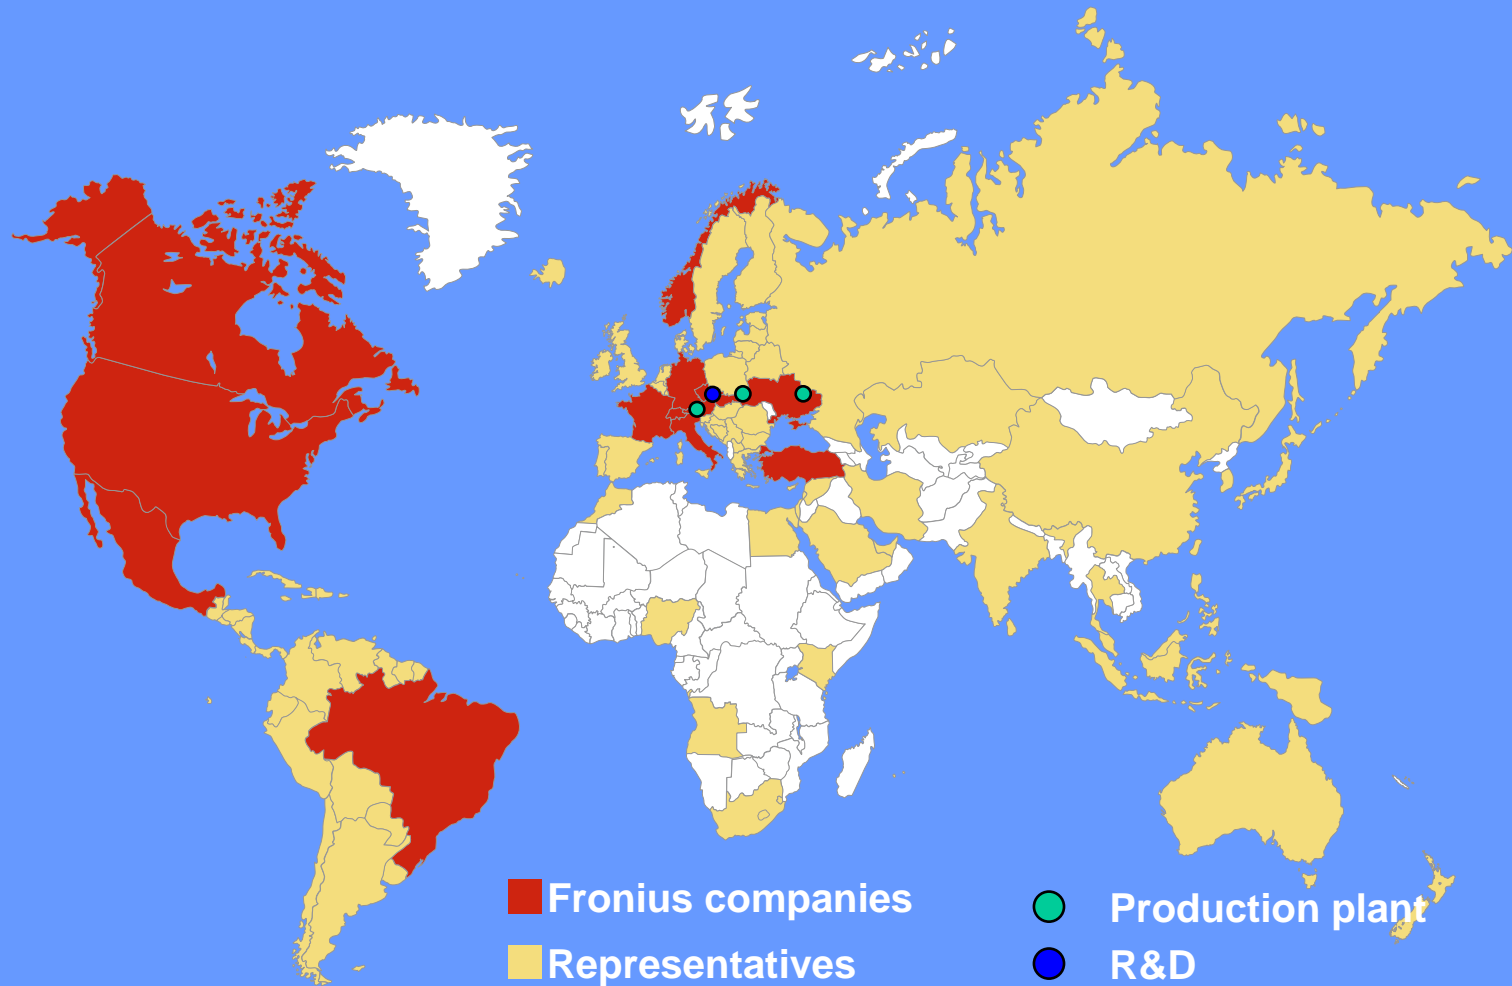 Fronius companies
Representatives
Production plant
R&D